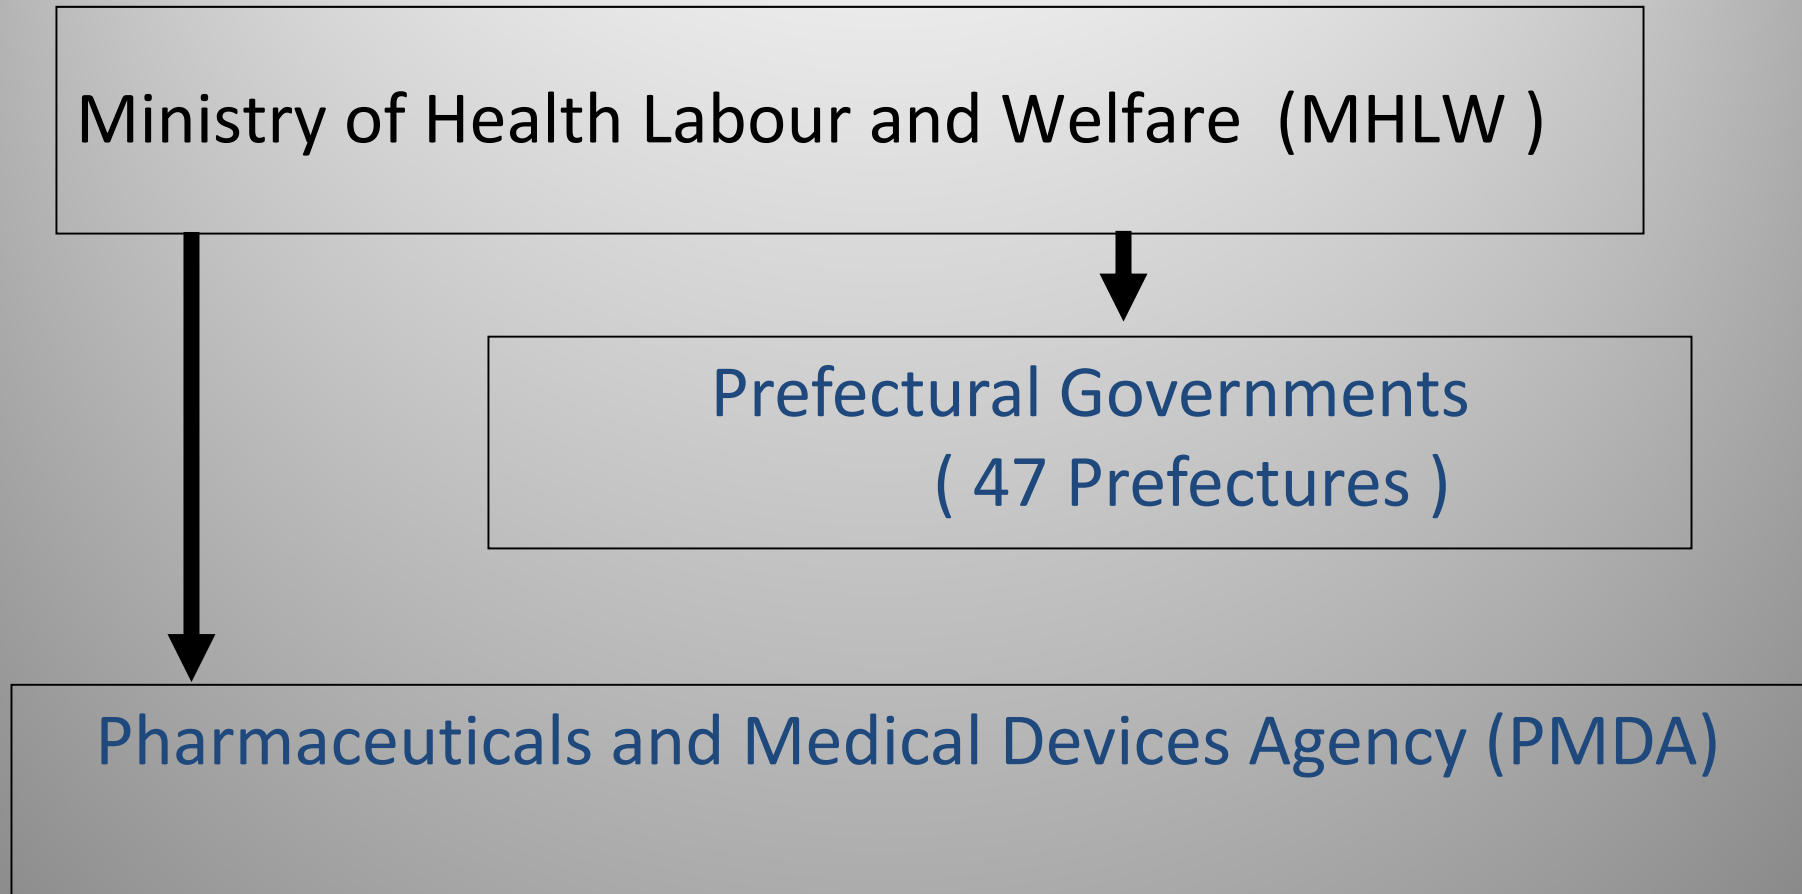 Ministry of Health Labour and Welfare  (MHLW )
Prefectural Governments
( 47 Prefectures )
Pharmaceuticals and Medical Devices Agency (PMDA)